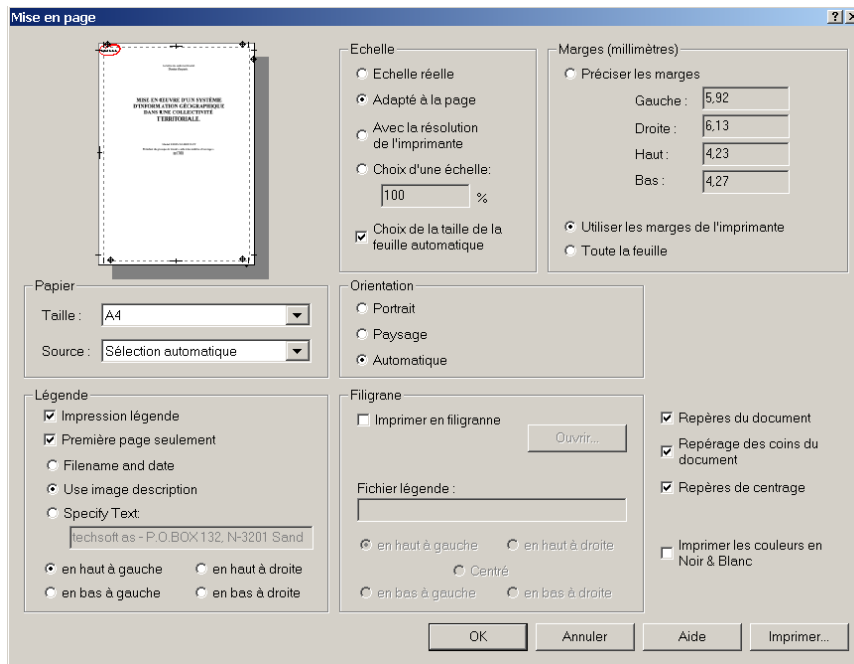 Mise en page
MISE EN ŒUVRE D'UN SYSTÈME
D'INFORMATION GÉOGRAPHIQUE
DANS UNE COLLECTIVITÉ
TERRITORIALE
Echelle
Echelle réelle
Adapté à la page
Avec la résolution
de l'imprimante
Choix d'une échelle:
100 %
Choix de la taille de la
feuille automatique
Marges (millimètres)
Préciser les marges
Gauche : 5,92
Droite : 6,13
Haut : 4,23
Bas : 4,27
Utiliser les marges de l'imprimante
Toute la feuille
Papier
Taille : A4
Source : Sélection automatique
Orientation
Portrait
Paysage
Automatique
Légende
Impression légende
Première page seulement
Filename and date
Use image description
Specify Text:
techsoft as - P.O.BOX 132, N-3201 Sand
en haut à gauche en haut à droite
en bas à gauche en bas à droite
Filigrane
Imprimer en filigranne
Ouvrir...
Fichier légende :
en haut à gauche en haut à droite
Centré
en bas à gauche en bas à droite
Repères du document
Repérage des coins du
document
Repères de centrage
Imprimer les couleurs en
Noir & Blanc
OK Annuler Aide Imprimer...